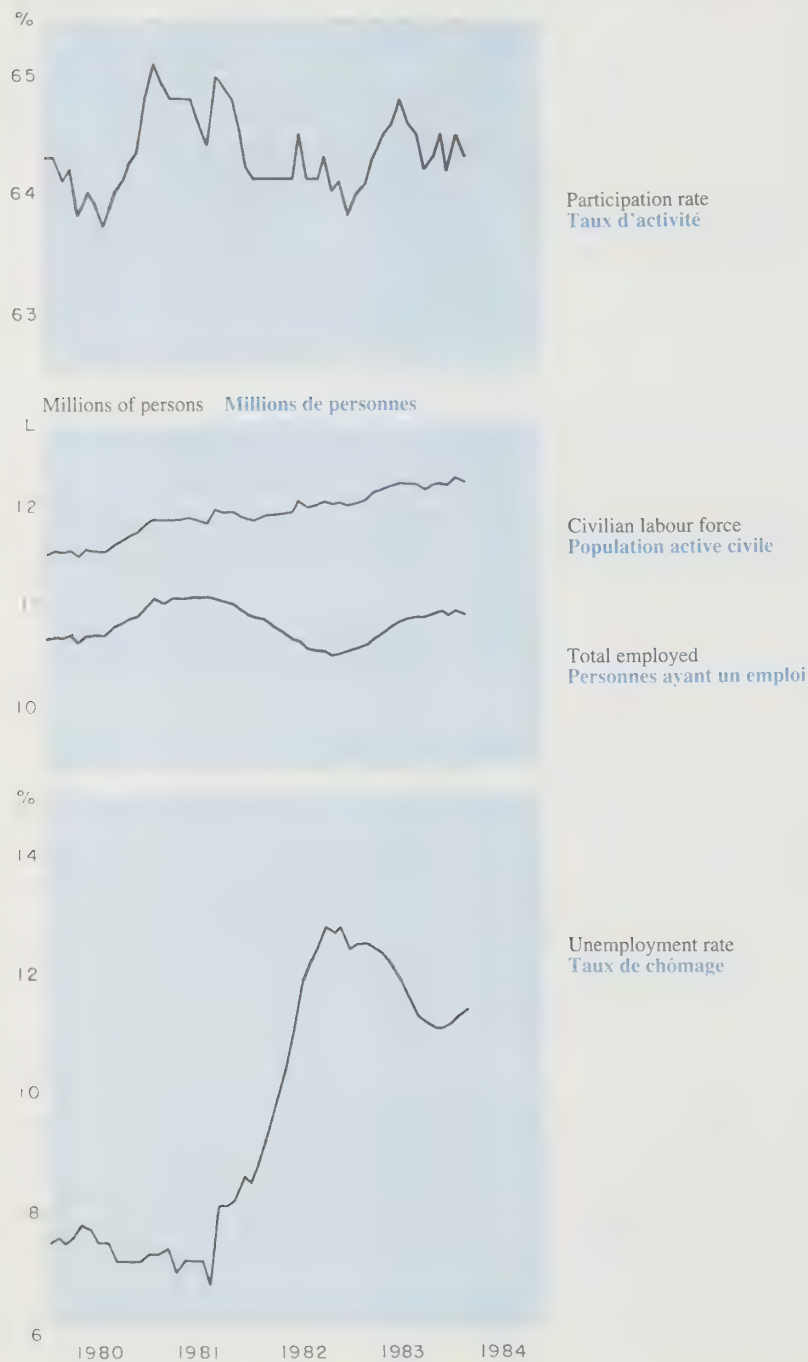 %
65
64
63
Participation rate
Taux d'activité
Millions of persons Millions de personnes
12
10
Civilian labour force
Population active civile
Total employed
Personnes ayant un emploi
%
14
12
10
8
6
Unemployment rate
Taux de chômage
1980 1981 1982 1983 1984